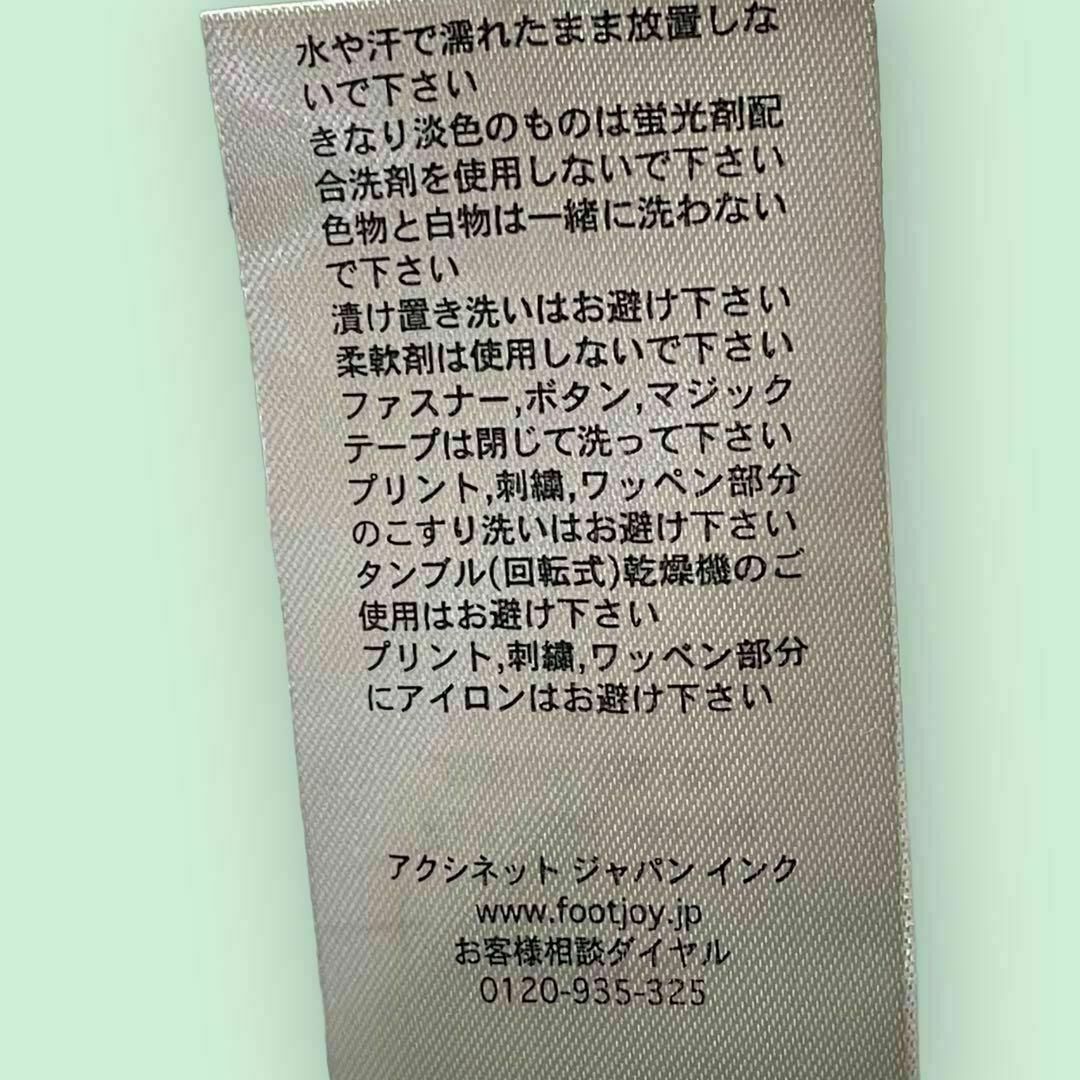 水や汗で濡れたまま放置しな
いで下さい
きなり淡色のものは蛍光剤配
合洗剤を使用しないで下さい
色物と白物は一緒に洗わない
で下さい
漬け置き洗いはお避け下さい
柔軟剤は使用しないで下さい
ファスナー,ボタン,マジック
テープは閉じて洗って下さい
プリント,刺繍,ワッペン部分
のこすり洗いはお避け下さい
タンブル(回転式)乾燥機のご
使用はお避け下さい
プリント,刺繍,ワッペン部分
にアイロンはお避け下さい
アクシネット ジャパン インク
www.footjoy.jp
お客様相談ダイヤル
0120-935-325